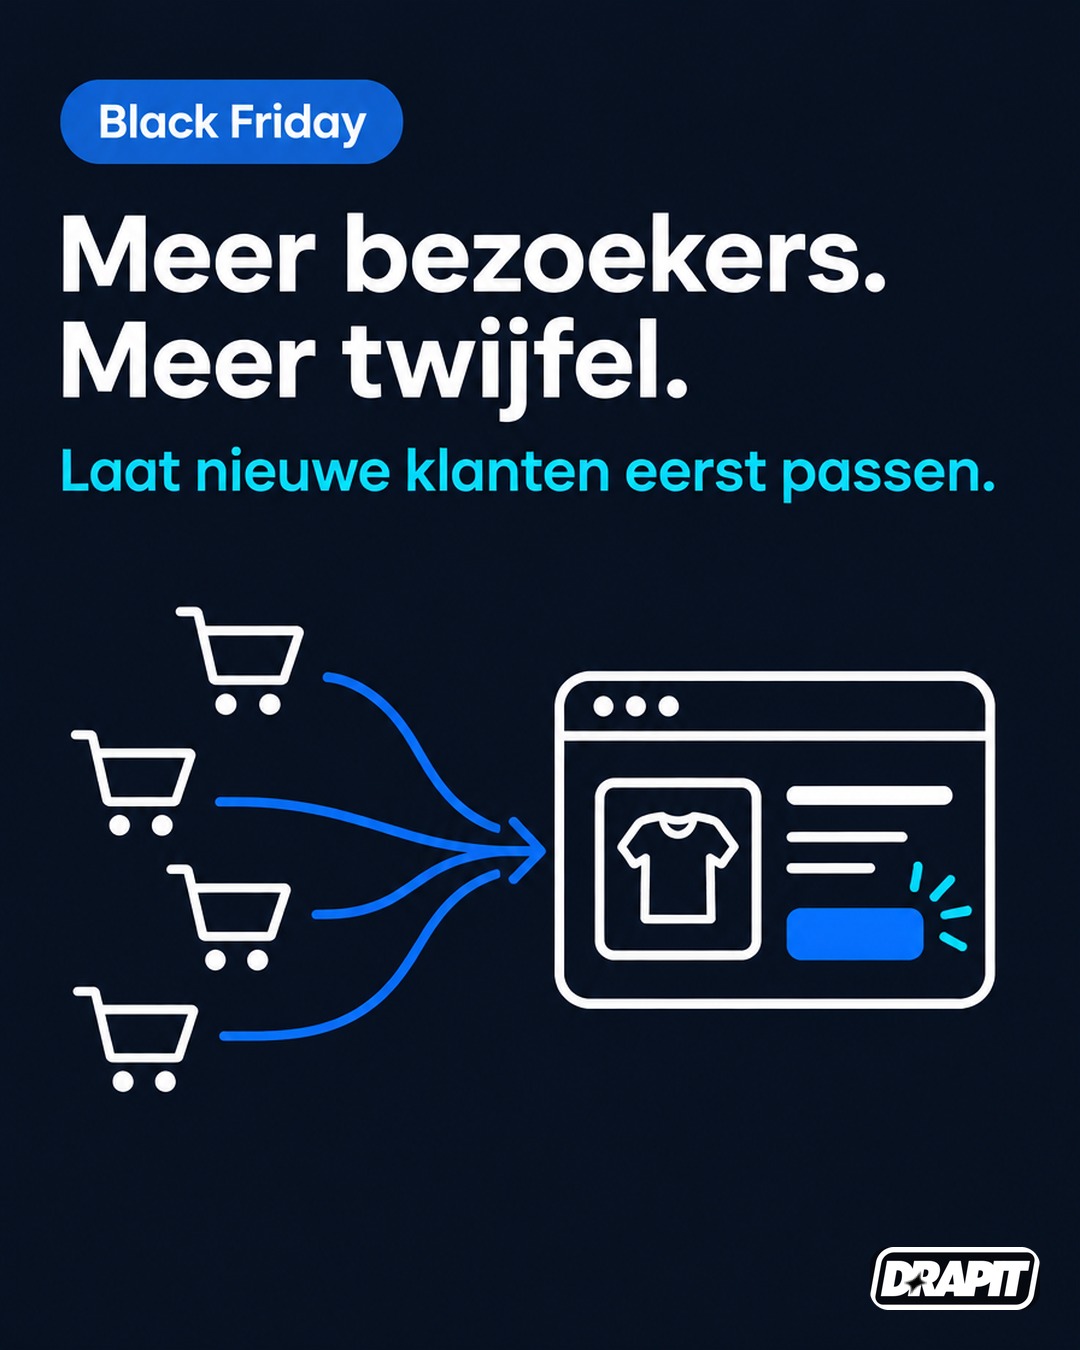 Black Friday
Meer bezoekers.
Meer twijfel.
Laat nieuwe klanten eerst passen.
DRAPIT